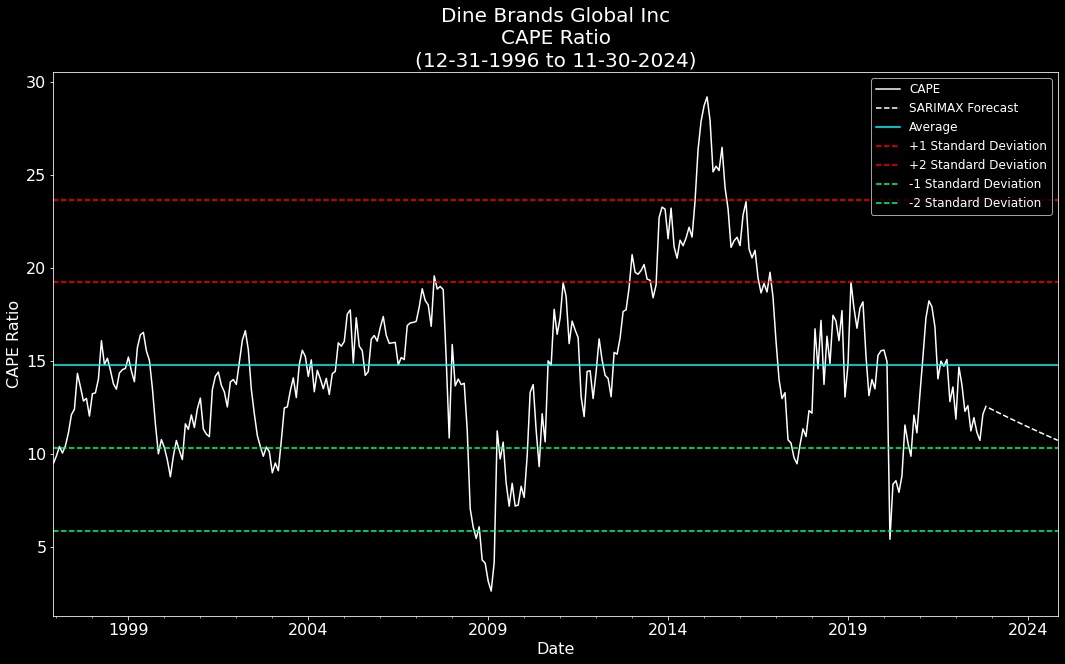 Dine Brands Global Inc
CAPE Ratio
(12-31-1996 to 11-30-2024)
CAPE
SARIMAX Forecast
Average
+1 Standard Deviation
+2 Standard Deviation
-1 Standard Deviation
-2 Standard Deviation
CAPE Ratio
30
25
20
15
10
5
1999
2004
2009
2014
2019
2024
Date